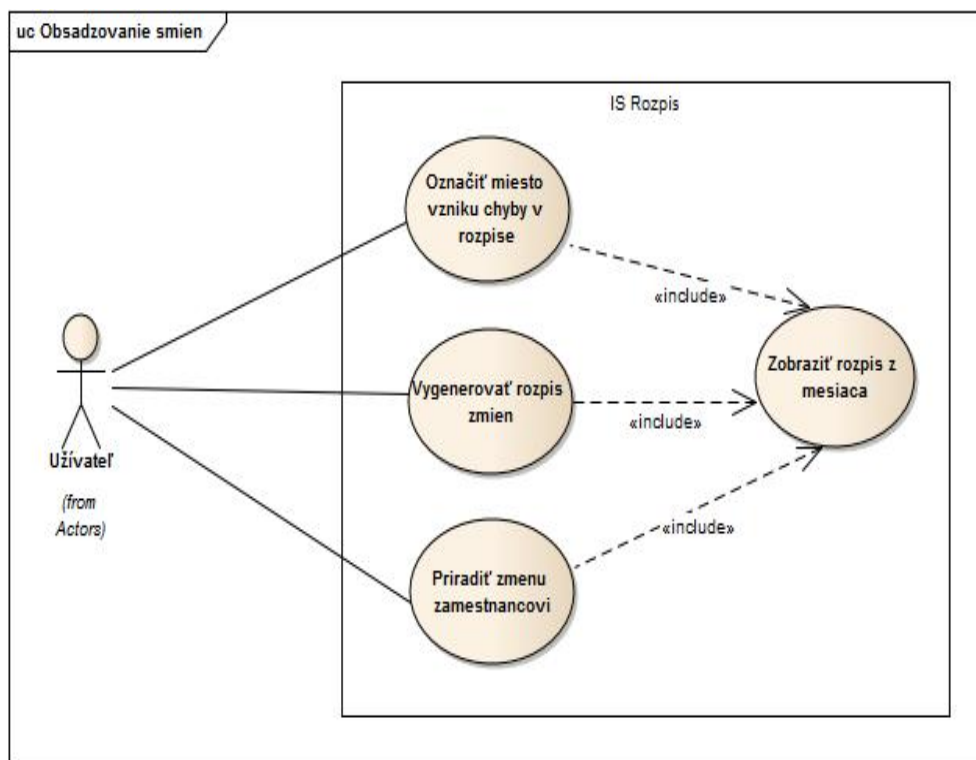 uc Obsadzovanie smien
IS Rozpis
Označiť miesto
vzniku chyby v
rozpise
«include»
Zobraziť rozpis z
mesiaca
Vygenerovať rozpis
zmien
«include»
Užívateľ
(from
Actors)
«include»
Priradiť zmenu
zamestnancovi